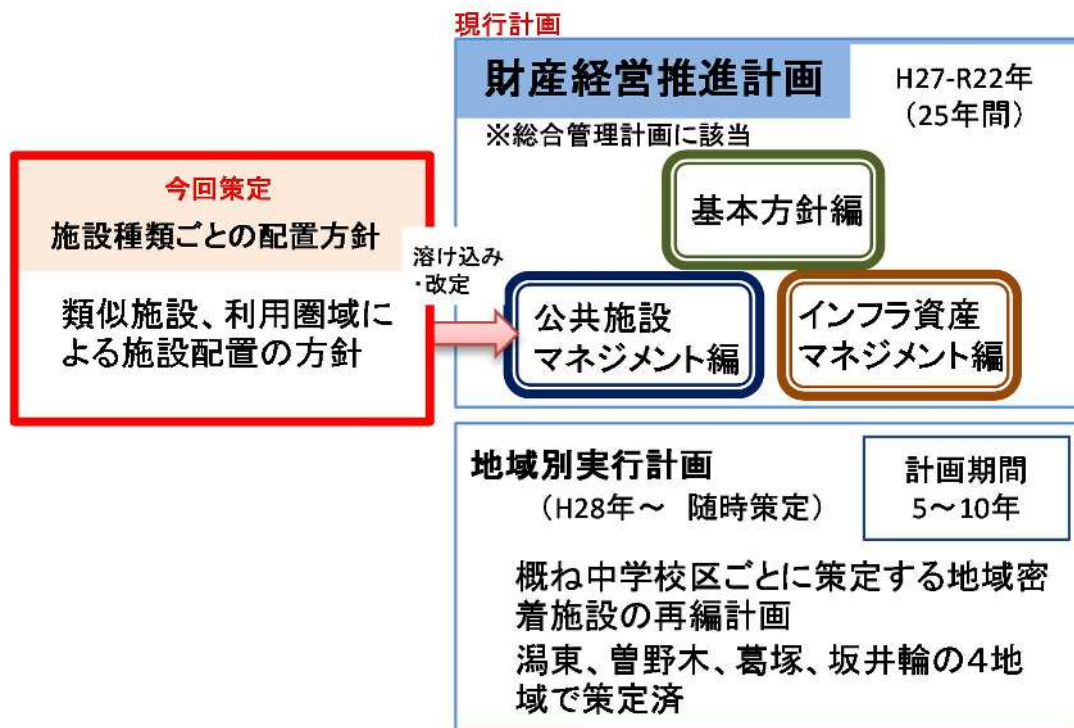 現行計画
財産経営推進計画
H27-R22年
(25年間)
※総合管理計画に該当
基本方針編
今回策定
施設種類ごとの配置方針
類似施設、利用圏域に
よる施設配置の方針
溶け込み
・改定
公共施設
マネジメント編
インフラ資産
マネジメント編
地域別実行計画
(H28年～ 随時策定)
計画期間
5～10年
概ね中学校区ごとに策定する地域密
着施設の再編計画
潟東、曽野木、葛塚、坂井輪の4地
域で策定済